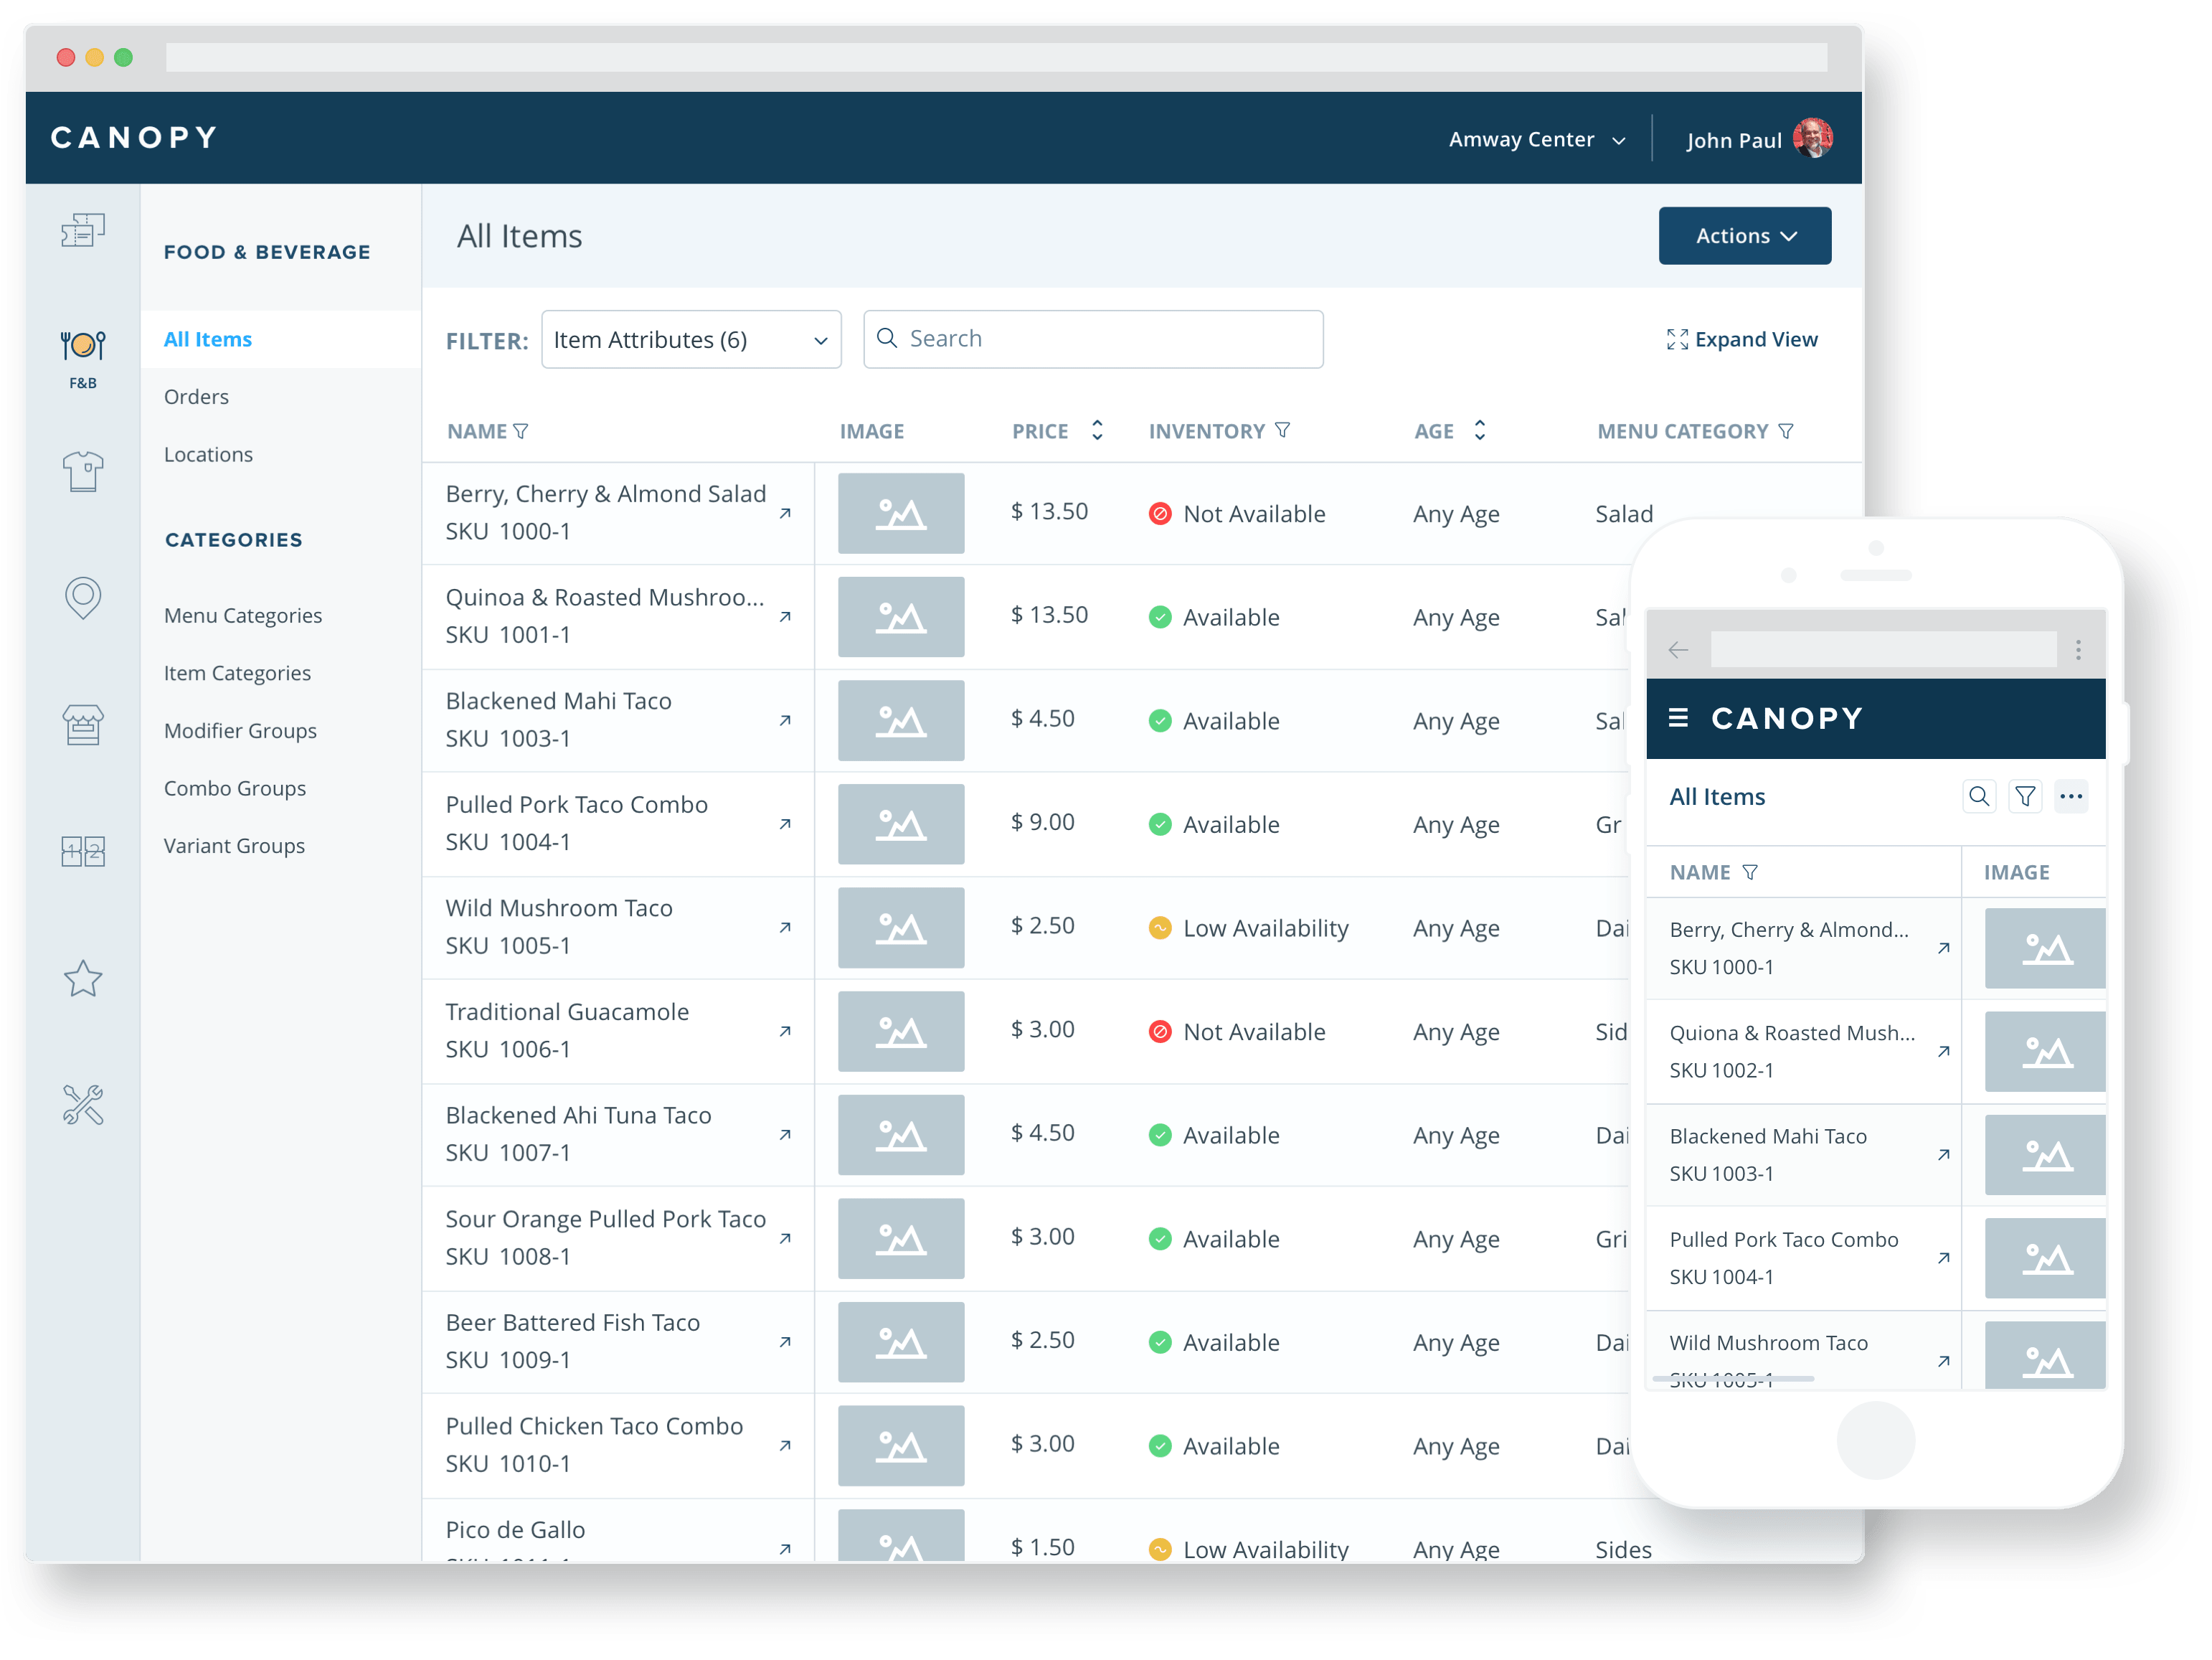 CANOPY
Amway Center
John Paul
FOOD & BEVERAGE
All Items
Orders
Locations
CATEGORIES
Menu Categories
Item Categories
Modifier Groups
Combo Groups
Variant Groups
F&B
1 2
All Items
Actions
FILTER: Item Attributes (6) Search Expand View
NAME IMAGE PRICE INVENTORY AGE MENU CATEGORY
Berry, Cherry & Almond Salad
SKU 1000-1
$ 13.50 Not Available Any Age Salad
Quinoa & Roasted Mushroo...
SKU 1001-1
$ 13.50 Available Any Age Sal
Blackened Mahi Taco
SKU 1003-1
$ 4.50 Available Any Age Sal
Pulled Pork Taco Combo
SKU 1004-1
$ 9.00 Available Any Age Gr
Wild Mushroom Taco
SKU 1005-1
$ 2.50 Low Availability Any Age Dai
Traditional Guacamole
SKU 1006-1
$ 3.00 Not Available Any Age Sid
Blackened Ahi Tuna Taco
SKU 1007-1
$ 4.50 Available Any Age Dai
Sour Orange Pulled Pork Taco
SKU 1008-1
$ 3.00 Available Any Age Gri
Beer Battered Fish Taco
SKU 1009-1
$ 2.50 Available Any Age Dai
Pulled Chicken Taco Combo
SKU 1010-1
$ 3.00 Available Any Age Dai
Pico de Gallo
$ 1.50 Low Availability Any Age Sides
CANOPY
All Items
NAME IMAGE
Berry, Cherry & Almond...
SKU 1000-1
Quiona & Roasted Mush...
SKU 1002-1
Blackened Mahi Taco
SKU 1003-1
Pulled Pork Taco Combo
SKU 1004-1
Wild Mushroom Taco
SKU 1005-1